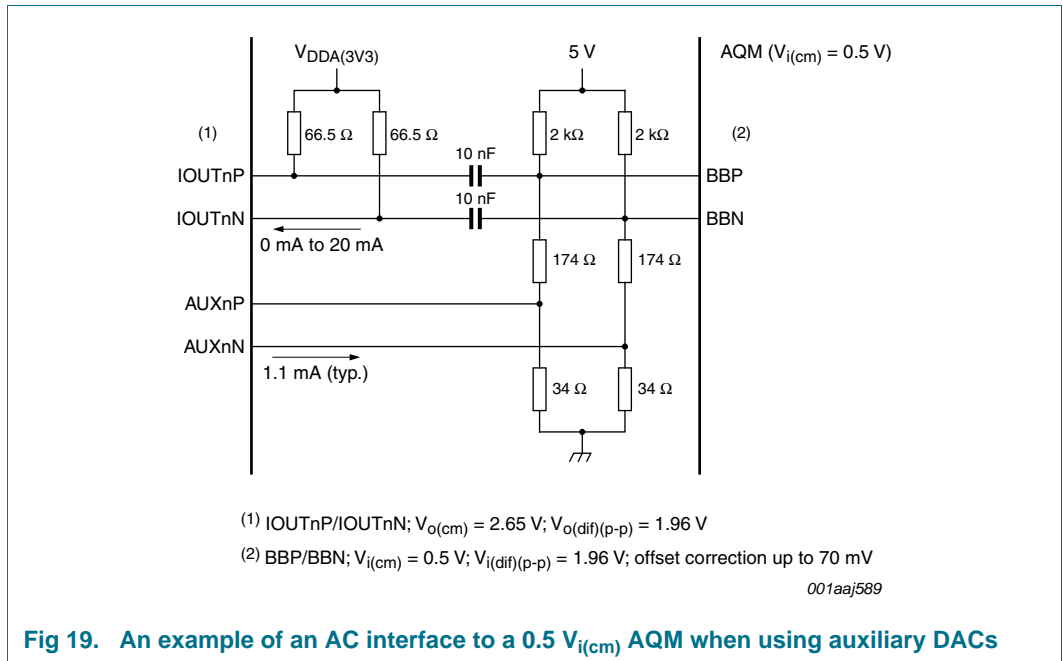 V_DDA(3V3)
5 V
AQM (V_i(cm) = 0.5 V)
(1)
66.5 Ω
66.5 Ω
2 kΩ
2 kΩ
(2)
10 nF
IOUTnP
BBP
10 nF
IOUTnN
BBN
0 mA to 20 mA
174 Ω
174 Ω
AUXnP
AUXnN
1.1 mA (typ.)
34 Ω
34 Ω
(1) IOUTnP/IOUTnN; V_o(cm) = 2.65 V; V_o(dif)(p-p) = 1.96 V
(2) BBP/BBN; V_i(cm) = 0.5 V; V_i(dif)(p-p) = 1.96 V; offset correction up to 70 mV
001aaj589
Fig 19. An example of an AC interface to a 0.5 V_i(cm) AQM when using auxiliary DACs